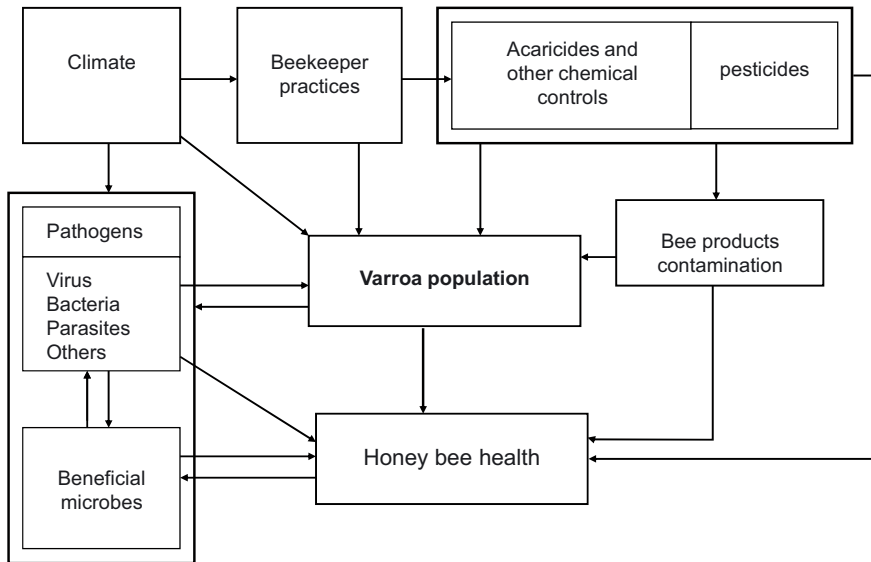 Climate
Beekeeper
practices
Acaricides and
other chemical
controls
pesticides
Pathogens
Virus
Bacteria
Parasites
Others
Varroa population
Bee products
contamination
Beneficial
microbes
Honey bee health